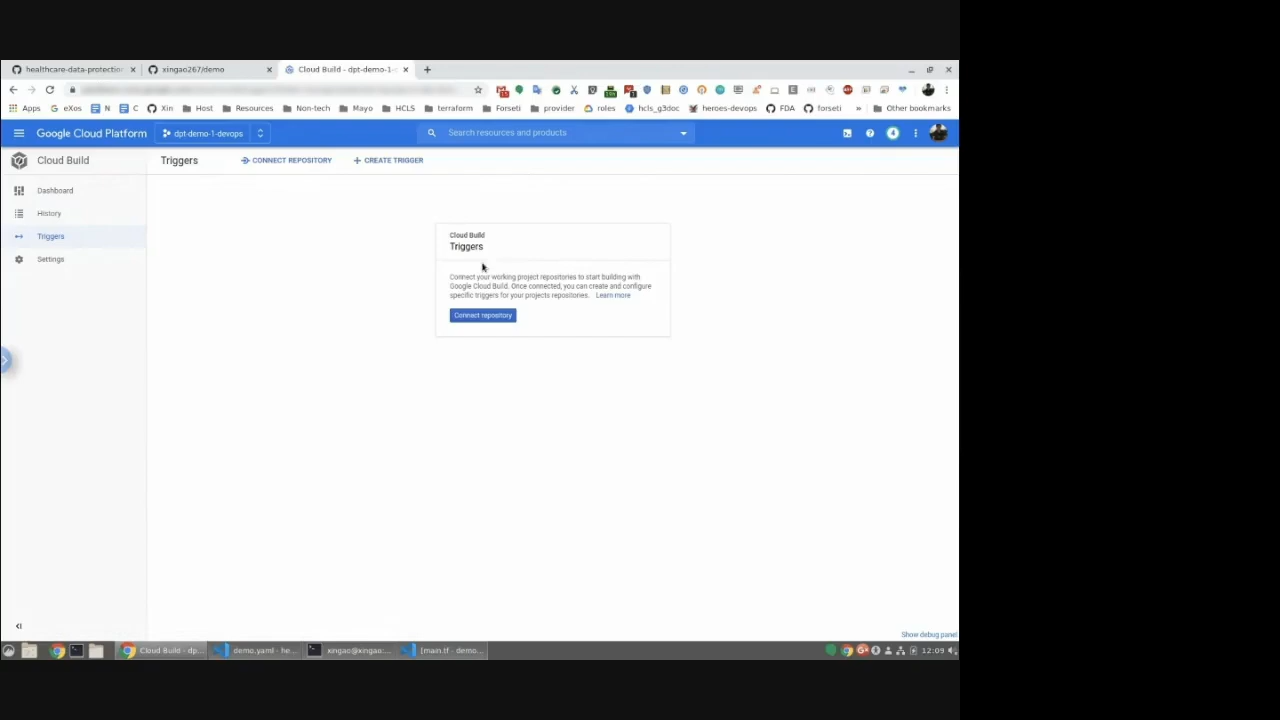 healthcare-data-protection
xingao267/demo
Cloud Build - dpt-demo-1-
Apps
eXos
N
C
Xin
Host
Resources
Non-tech
Mayo
HCLS
terraform
Forseti
provider
roles
hcls_g3doc
heroes-devops
FDA
forseti
»
Other bookmarks
Google Cloud Platform
dpt-demo-1-devops
Search resources and products
4
Cloud Build
Triggers
CONNECT REPOSITORY
+ CREATE TRIGGER
Dashboard
History
Triggers
Settings
Cloud Build
Triggers
Connect your working project repositories to start building with
Google Cloud Build. Once connected, you can create and configure
specific triggers for your projects repositories. Learn more
Connect repository
Show debug panel
Cloud Build - dp...
demo.yaml - he...
xingao@xingao:...
[main.tf - demo...
12:09